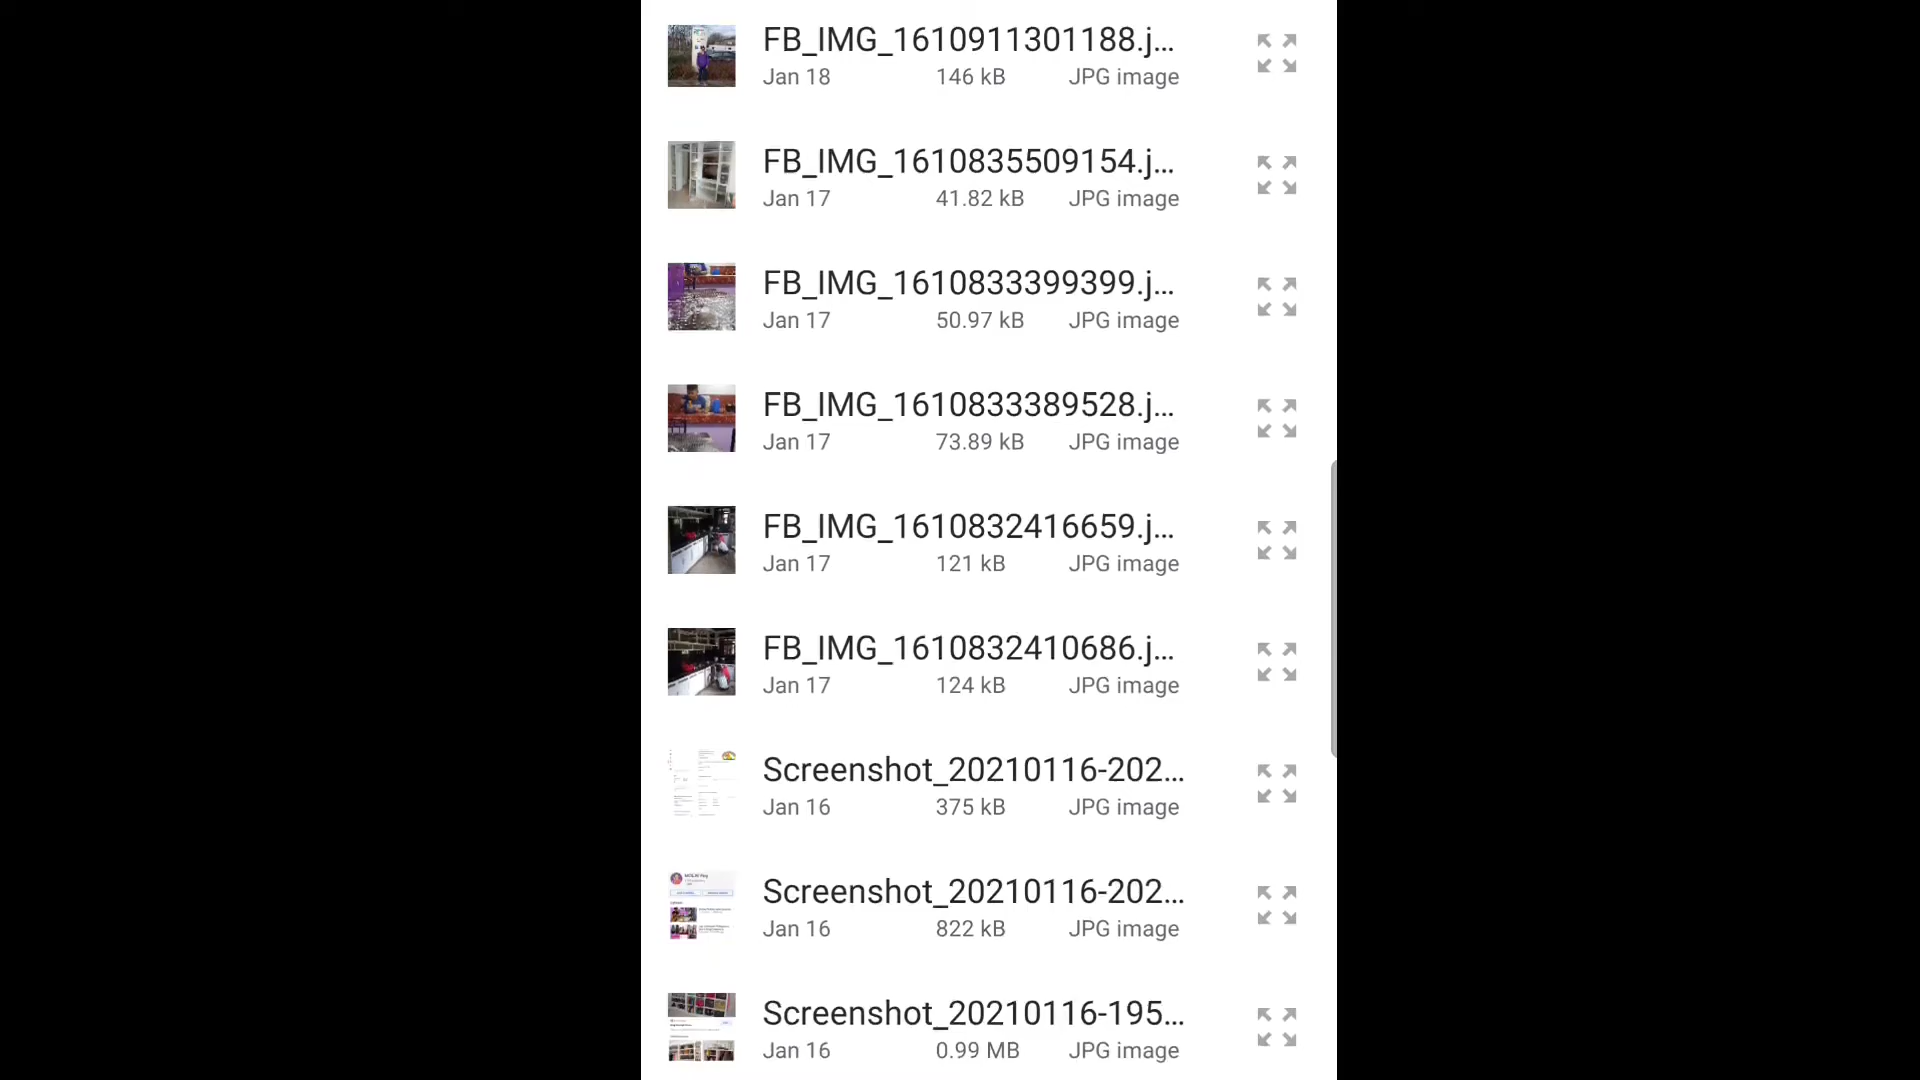 FB_IMG_1610911301188.j...
Jan 18 146 kB JPG image
FB_IMG_1610835509154.j...
Jan 17 41.82 kB JPG image
FB_IMG_1610833399399.j...
Jan 17 50.97 kB JPG image
FB_IMG_1610833389528.j...
Jan 17 73.89 kB JPG image
FB_IMG_1610832416659.j...
Jan 17 121 kB JPG image
FB_IMG_1610832410686.j...
Jan 17 124 kB JPG image
Screenshot_20210116-202...
Jan 16 375 kB JPG image
Screenshot_20210116-202...
Jan 16 822 kB JPG image
Screenshot_20210116-195...
Jan 16 0.99 MB JPG image